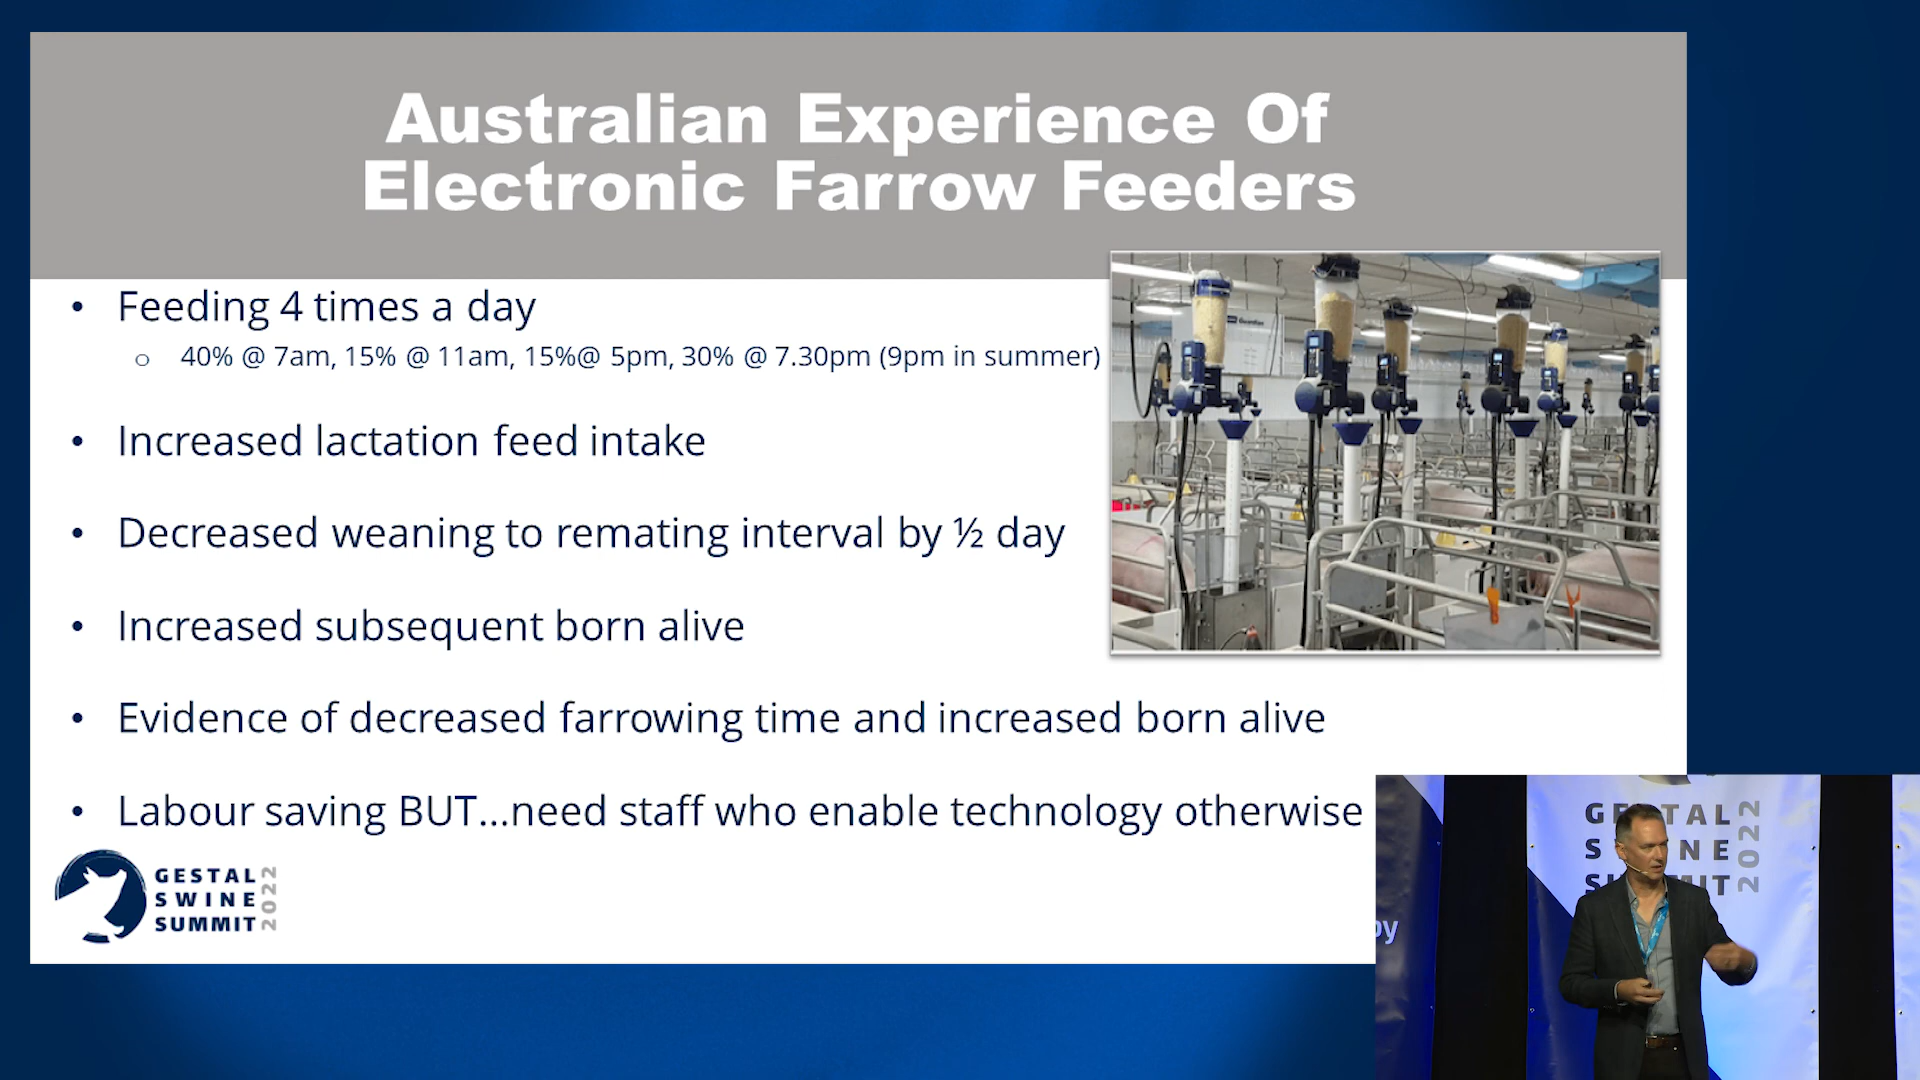 Australian Experience Of
Electronic Farrow Feeders
• Feeding 4 times a day
o 40% @ 7am, 15% @ 11am, 15%@ 5pm, 30% @ 7.30pm (9pm in summer)
• Increased lactation feed intake
• Decreased weaning to remating interval by ½ day
• Increased subsequent born alive
• Evidence of decreased farrowing time and increased born alive
• Labour saving BUT...need staff who enable technology otherwise
GESTAL
SWINE
SUMMIT
2022
2022
by